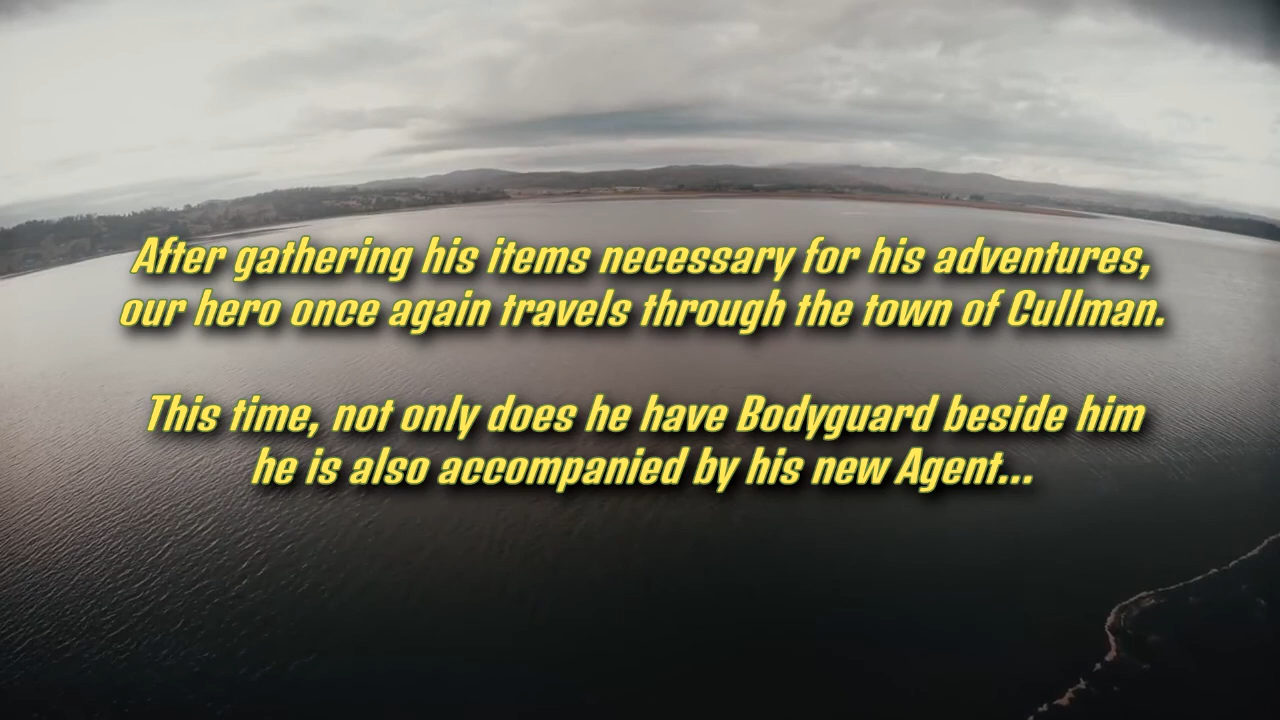 After gathering his items necessary for his adventures,
our hero once again travels through the town of Cullman.
This time, not only does he have Bodyguard beside him
he is also accompanied by his new Agent...